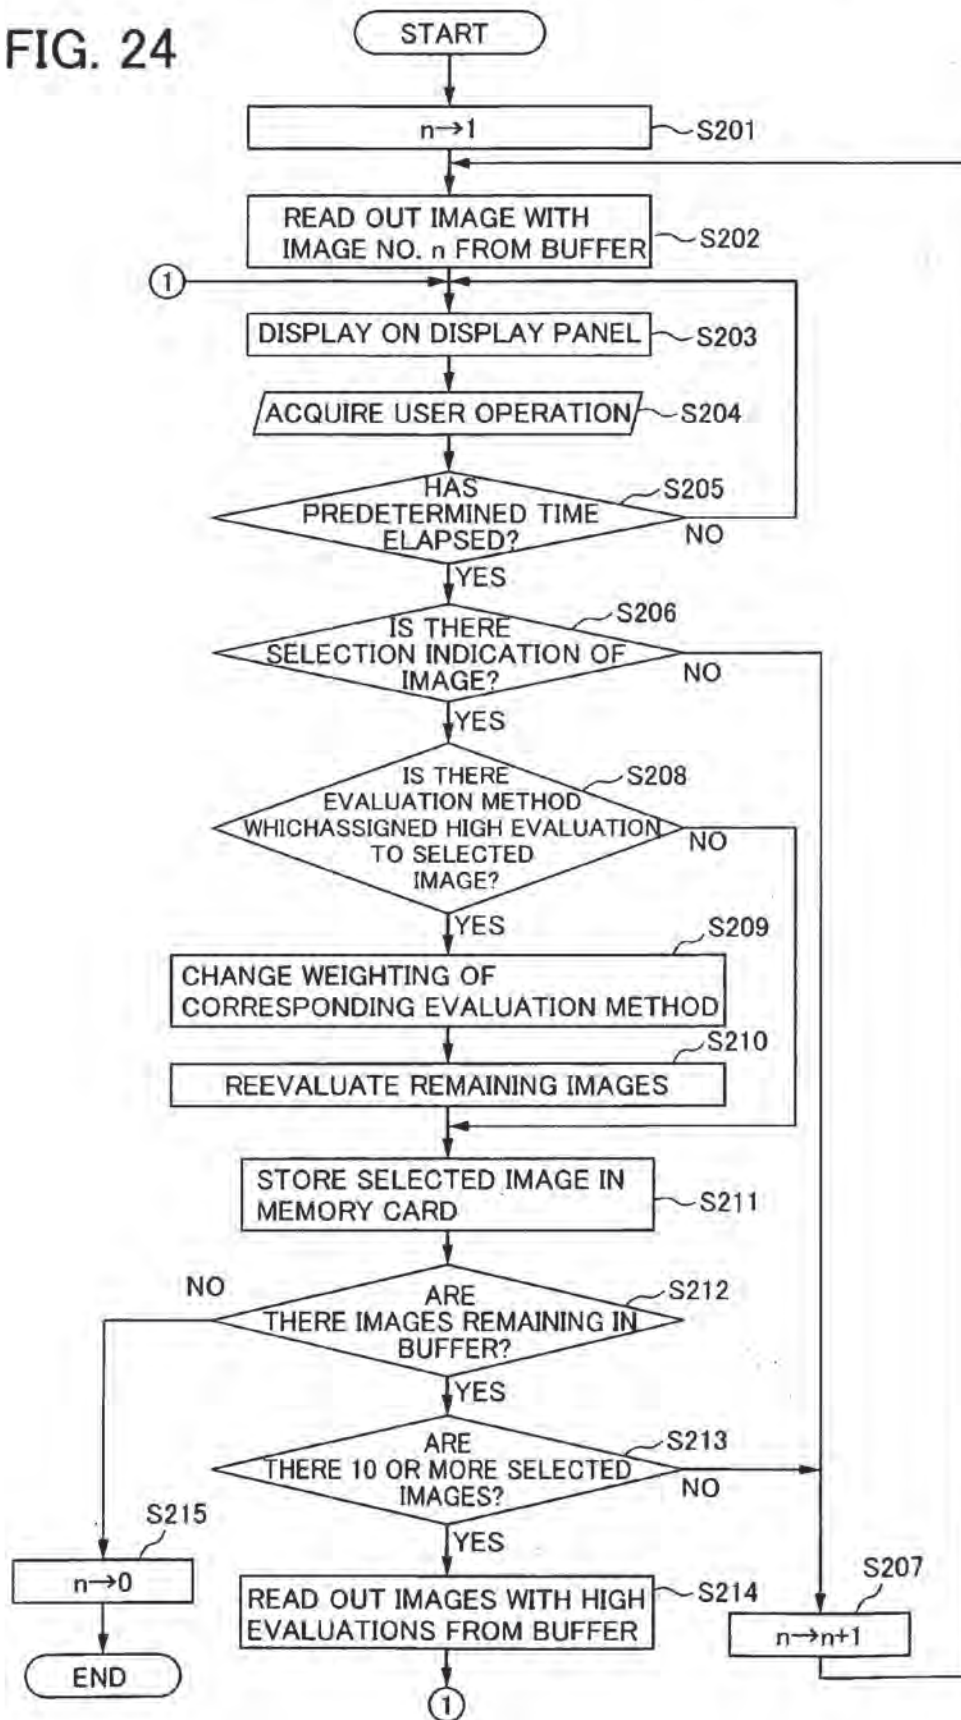 FIG. 24
START
n→1
S201
READ OUT IMAGE WITH
IMAGE NO. n FROM BUFFER
S202
1
DISPLAY ON DISPLAY PANEL
S203
ACQUIRE USER OPERATION
S204
HAS
PREDETERMINED TIME
ELAPSED?
S205
NO
YES
IS THERE
SELECTION INDICATION OF
IMAGE?
S206
NO
YES
IS THERE
EVALUATION METHOD
WHICHASSIGNED HIGH EVALUATION
TO SELECTED
IMAGE?
S208
NO
YES
S209
CHANGE WEIGHTING OF
CORRESPONDING EVALUATION METHOD
S210
REEVALUATE REMAINING IMAGES
STORE SELECTED IMAGE IN
MEMORY CARD
S211
NO
ARE
THERE IMAGES REMAINING IN
BUFFER?
S212
YES
ARE
THERE 10 OR MORE SELECTED
IMAGES?
S213
NO
YES
S215
n→0
END
READ OUT IMAGES WITH HIGH
EVALUATIONS FROM BUFFER
S214
S207
n→n+1
1